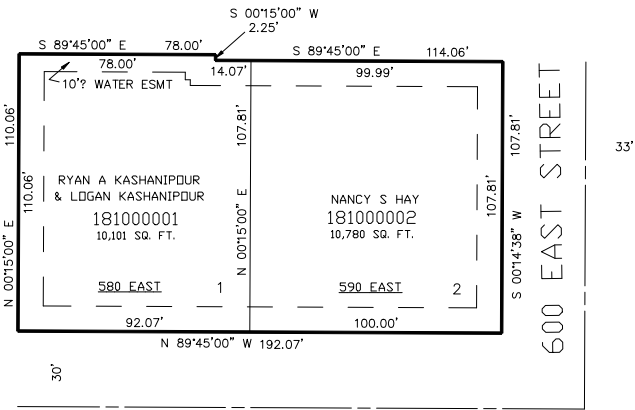 S 00°15'00" W
2.25'
S 89°45'00" E 78.00'
S 89°45'00" E 114.06'
78.00'
14.07'
99.99'
10'? WATER ESMT
110.06'
110.06'
N 00°15'00" E
107.81'
N 00°15'00" E
107.81'
107.81'
S 00°14'38" W
600 EAST STREET
33'
RYAN A KASHANIPOUR
& LOGAN KASHANIPOUR
181000001
10,101 SQ. FT.
NANCY S HAY
181000002
10,780 SQ. FT.
580 EAST 1
590 EAST 2
92.07'
100.00'
N 89°45'00" W 192.07'
30'